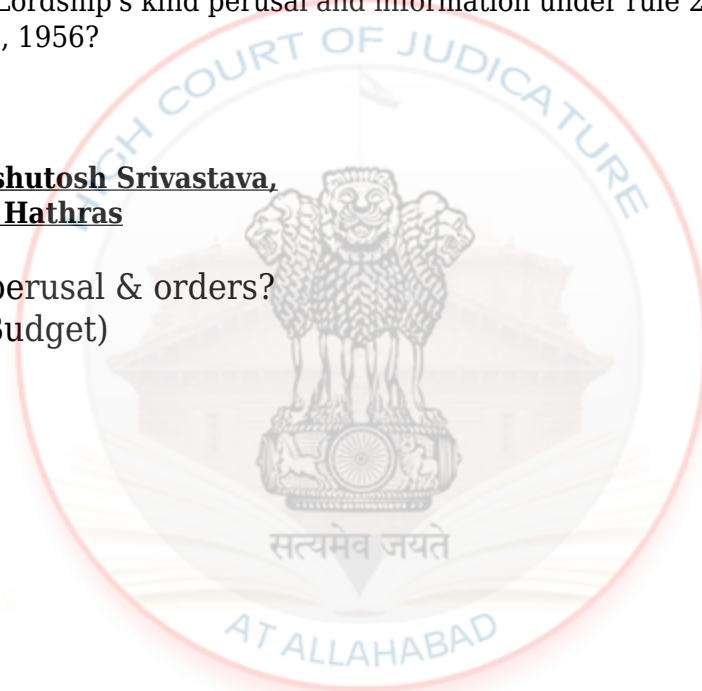 Lordship's kind perusal and information under rule 2
, 1956?
shutosh Srivastava,
Hathras
perusal & orders?
Budget)
HIGH COURT OF JUDICATURE
सत्यमेव जयते
AT ALLAHABAD